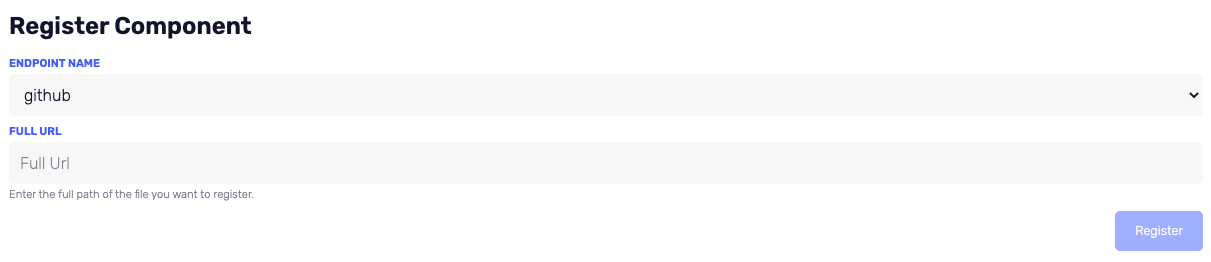 Register Component
ENDPOINT NAME
github
FULL URL
Full Url
Enter the full path of the file you want to register.
Register